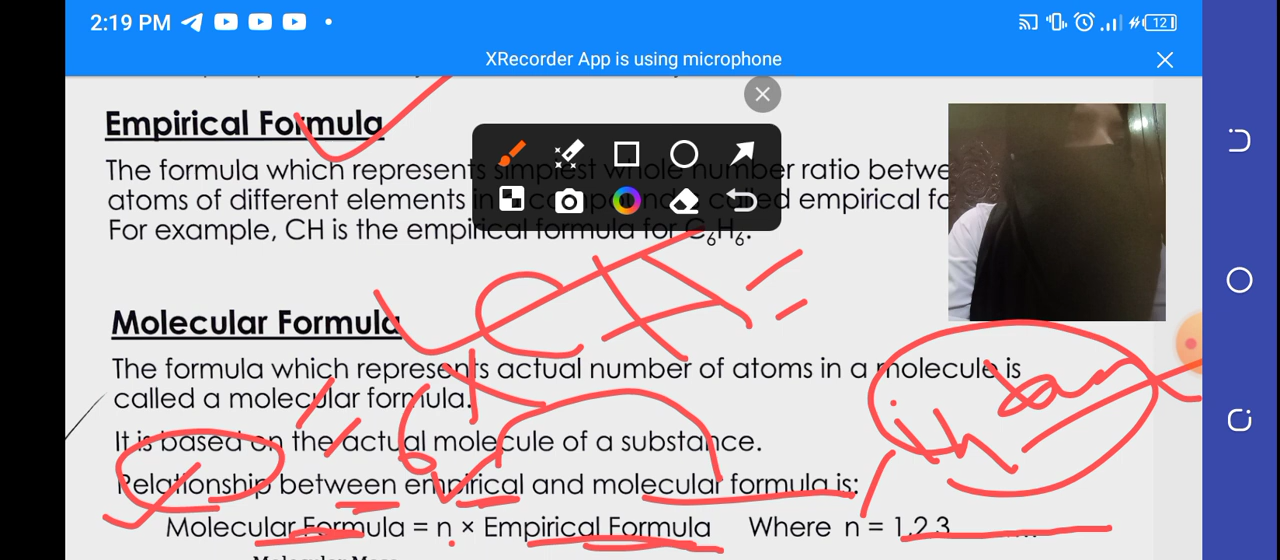 2:19 PM
12
XRecorder App is using microphone
Empirical Formula
The formula which represents simplest whole number ratio betwe
atoms of different elements in a compound called empirical fo
For example, CH is the empirical formula for C₆H₆.
Molecular Formula
The formula which represents actual number of atoms in a molecule is
called a molecular formula.
It is based on the actual molecule of a substance.
Relationship between empirical and molecular formula is:
Molecular Formula = n × Empirical Formula Where n = 1,2,3